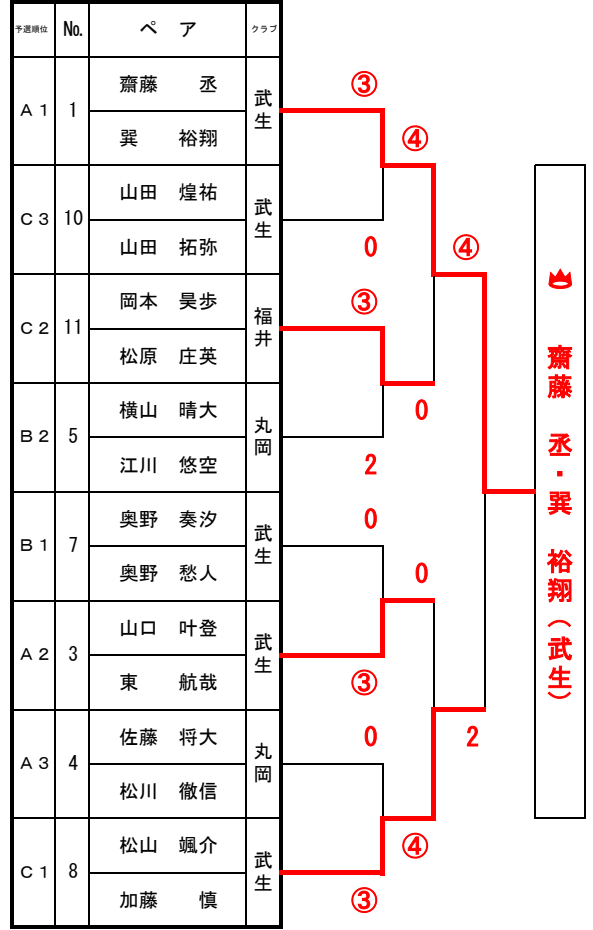 予選順位 No. ペ ア クラブ
A1 1 齋藤 丞 武生
巽 裕翔
C3 10 山田 煌祐 武生
山田 拓弥
C2 11 岡本 昊歩 福井
松原 庄英
B2 5 横山 晴大 丸岡
江川 悠空
B1 7 奥野 奏汐 武生
奥野 愁人
A2 3 山口 叶登 武生
東 航哉
A3 4 佐藤 将大 丸岡
松川 徹信
C1 8 松山 颯介 武生
加藤 慎
③
④
0
④
③
0
2
0
0
③
0
2
④
③
齋藤 丞・巽 裕翔(武生)